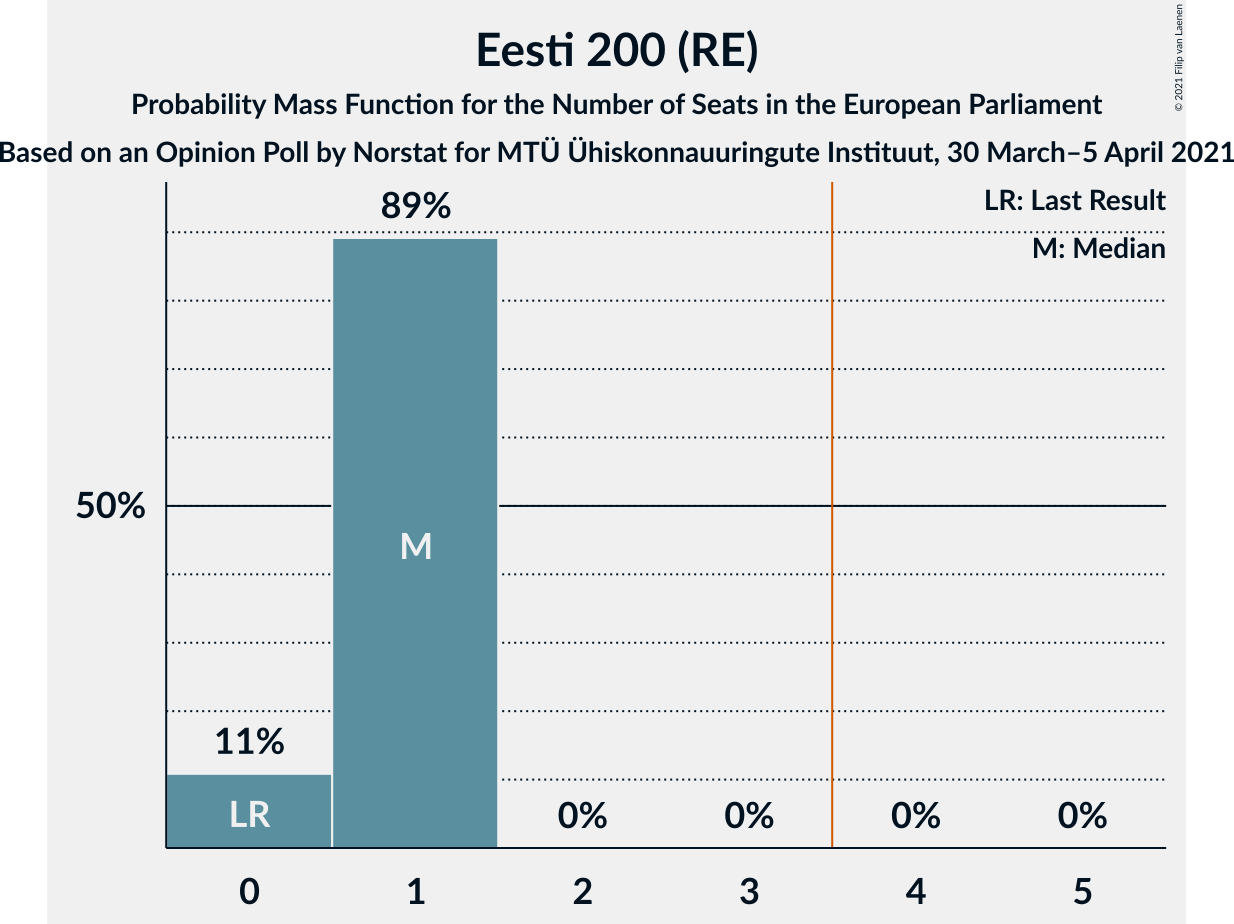 Eesti 200 (RE)
Probability Mass Function for the Number of Seats in the European Parliament
Based on an Opinion Poll by Norstat for MTÜ Ühiskonnauuringute Instituut, 30 March–5 April 2021
© 2021 Filip van Laenen
LR: Last Result
M: Median
89%
50%
M
11%
LR
0%
0%
0%
0%
0
1
2
3
4
5